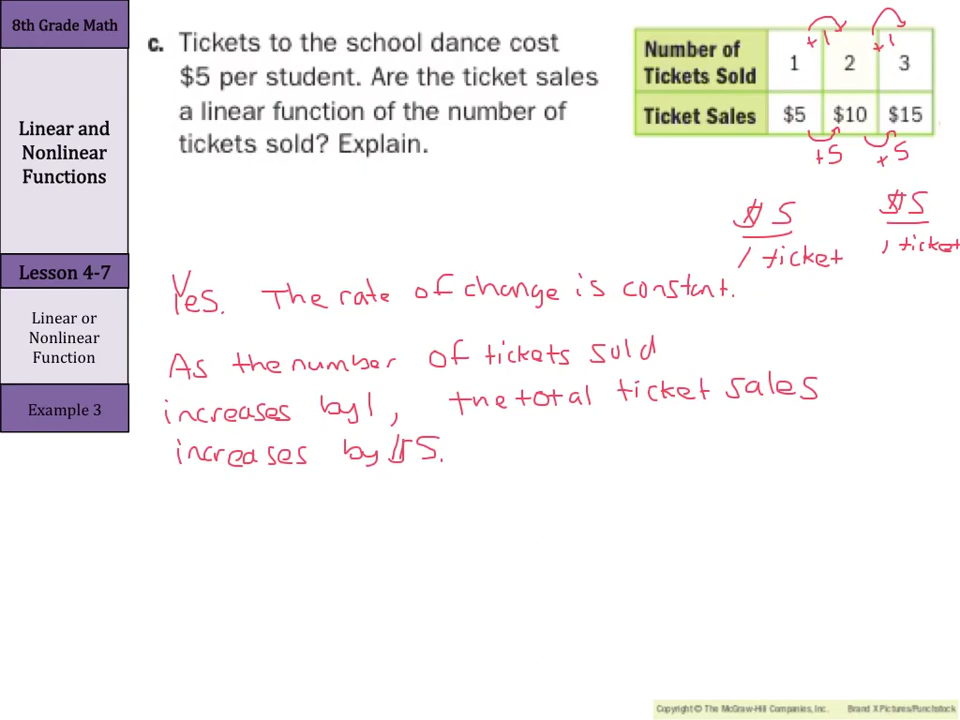 8th Grade Math
Linear and
Nonlinear
Functions
Lesson 4-7
Linear or
Nonlinear
Function
Example 3
c. Tickets to the school dance cost
$5 per student. Are the ticket sales
a linear function of the number of
tickets sold? Explain.
+1 +1
Number of
Tickets Sold 1 2 3
Ticket Sales $5 $10 $15
+5 +5
$5 $5
1 ticket 1 ticket
Yes. The rate of change is constant.
As the number of tickets sold
increases by 1, the total ticket sales
increases by $5.
Copyright © The McGraw-Hill Companies, Inc. Brand X Pictures/Punchstock